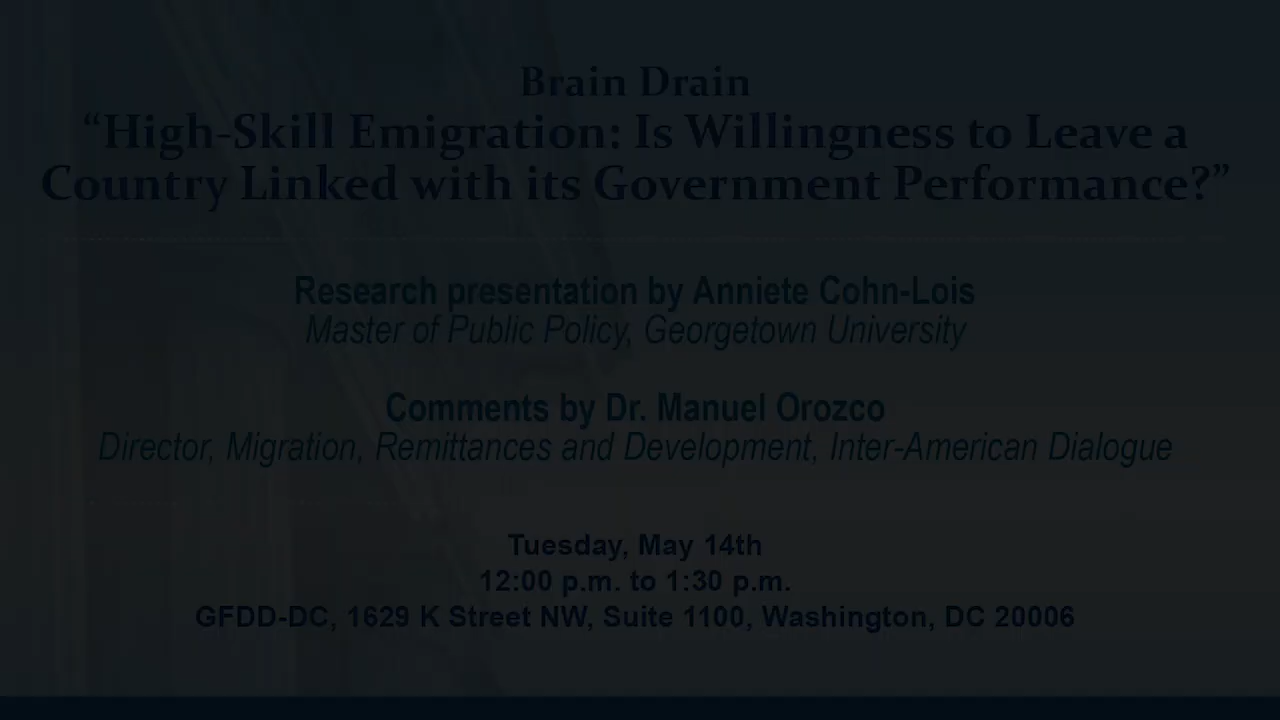 Brain Drain
“High-Skill Emigration: Is Willingness to Leave a
Country Linked with its Government Performance?”
Research presentation by Anniete Cohn-Lois
Master of Public Policy, Georgetown University
Comments by Dr. Manuel Orozco
Director, Migration, Remittances and Development, Inter-American Dialogue
Tuesday, May 14th
12:00 p.m. to 1:30 p.m.
GFDD-DC, 1629 K Street NW, Suite 1100, Washington, DC 20006